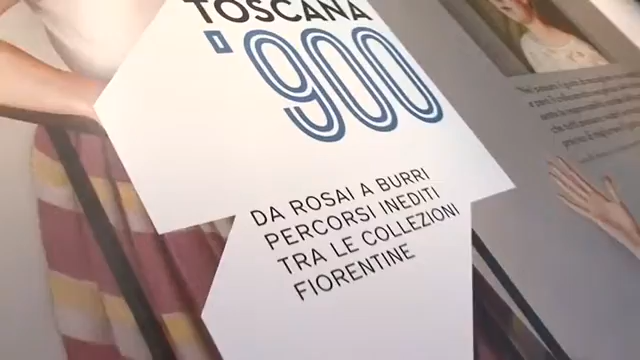 TOSCANA
'900
DA ROSAI A BURRI
PERCORSI INEDITI
TRA LE COLLEZIONI
FIORENTINE